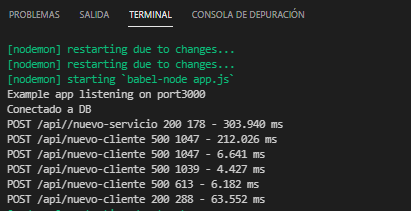 PROBLEMAS SALIDA TERMINAL CONSOLA DE DEPURACIÓN
[nodemon] restarting due to changes...
[nodemon] restarting due to changes...
[nodemon] starting `babel-node app.js`
Example app listening on port3000
Conectado a DB
POST /api//nuevo-servicio 200 178 - 303.940 ms
POST /api/nuevo-cliente 500 1047 - 212.026 ms
POST /api/nuevo-cliente 500 1047 - 6.641 ms
POST /api/nuevo-cliente 500 1039 - 4.427 ms
POST /api/nuevo-cliente 500 613 - 6.182 ms
POST /api/nuevo-cliente 200 288 - 63.552 ms